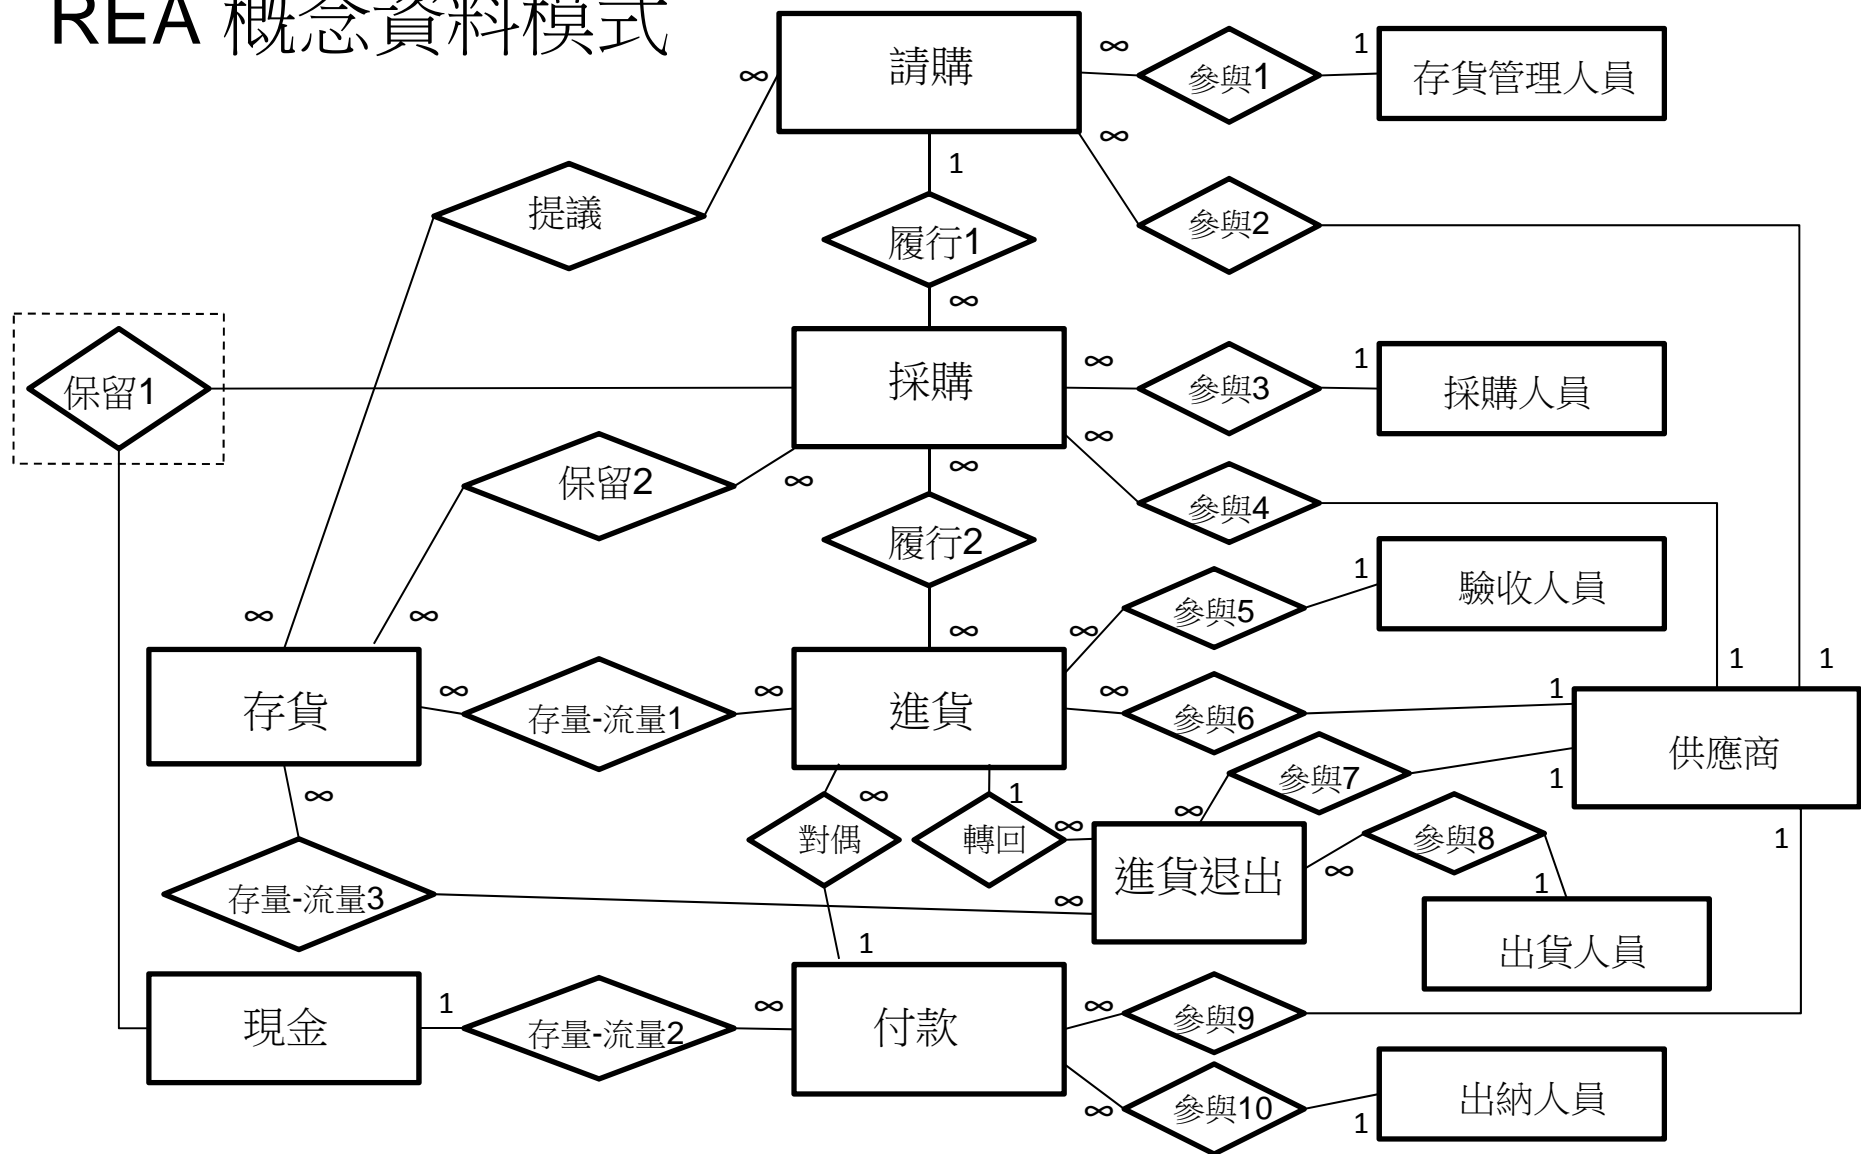 REA 概念資料模式
請購
∞
1
∞
參與1
存貨管理人員
∞
∞
1
提議
參與2
履行1
∞
保留1
採購
∞
1
參與3
採購人員
∞
保留2
∞
∞
參與4
履行2
1
驗收人員
參與5
∞
∞
∞
∞
1
1
存貨
∞
存量-流量1
∞
進貨
∞
參與6
1
供應商
參與7
1
∞
∞
1
∞
∞
1
對偶
轉回
參與8
進貨退出
∞
存量-流量3
∞
1
1
出貨人員
現金
1
存量-流量2
∞
付款
∞
參與9
∞
參與10
1
出納人員